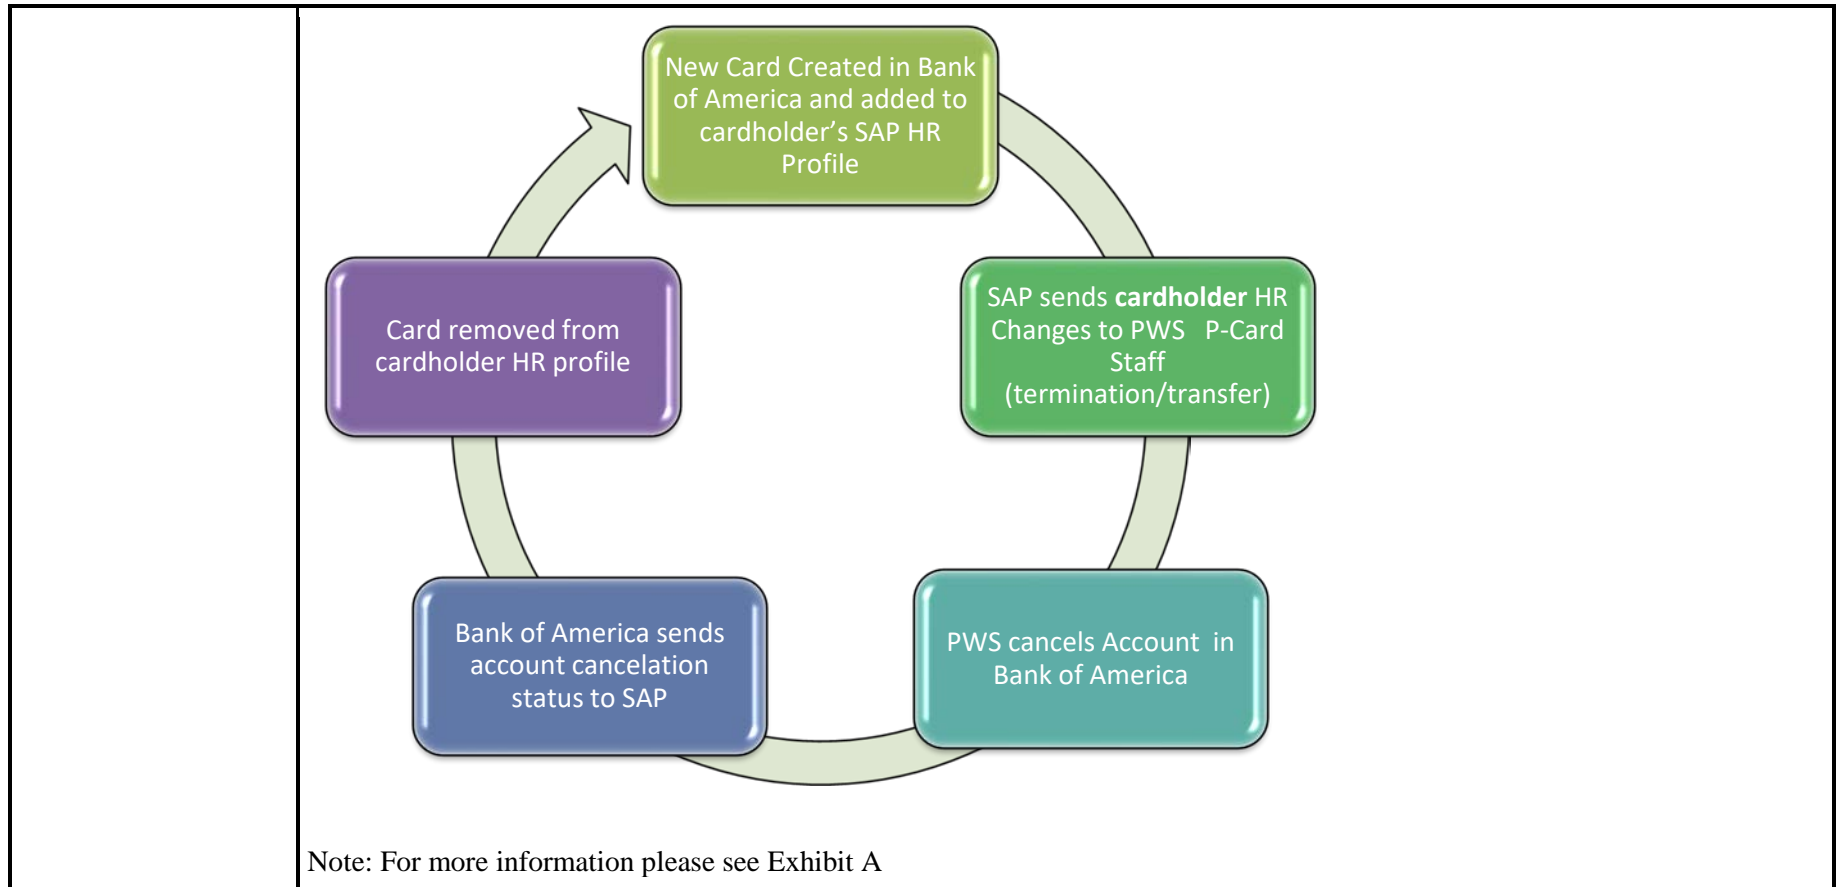 New Card Created in Bank
of America and added to
cardholder’s SAP HR
Profile
SAP sends cardholder HR
Changes to PWS   P-Card
Staff
(termination/transfer)
PWS cancels Account  in
Bank of America
Bank of America sends
account cancelation
status to SAP
Card removed from
cardholder HR profile
Note: For more information please see Exhibit A